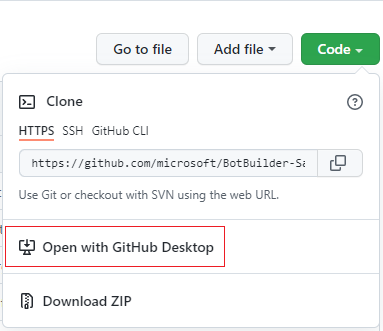 Go to file Add file Code
Clone
HTTPS SSH GitHub CLI
https://github.com/microsoft/BotBuilder-Sa
Use Git or checkout with SVN using the web URL.
Open with GitHub Desktop
Download ZIP